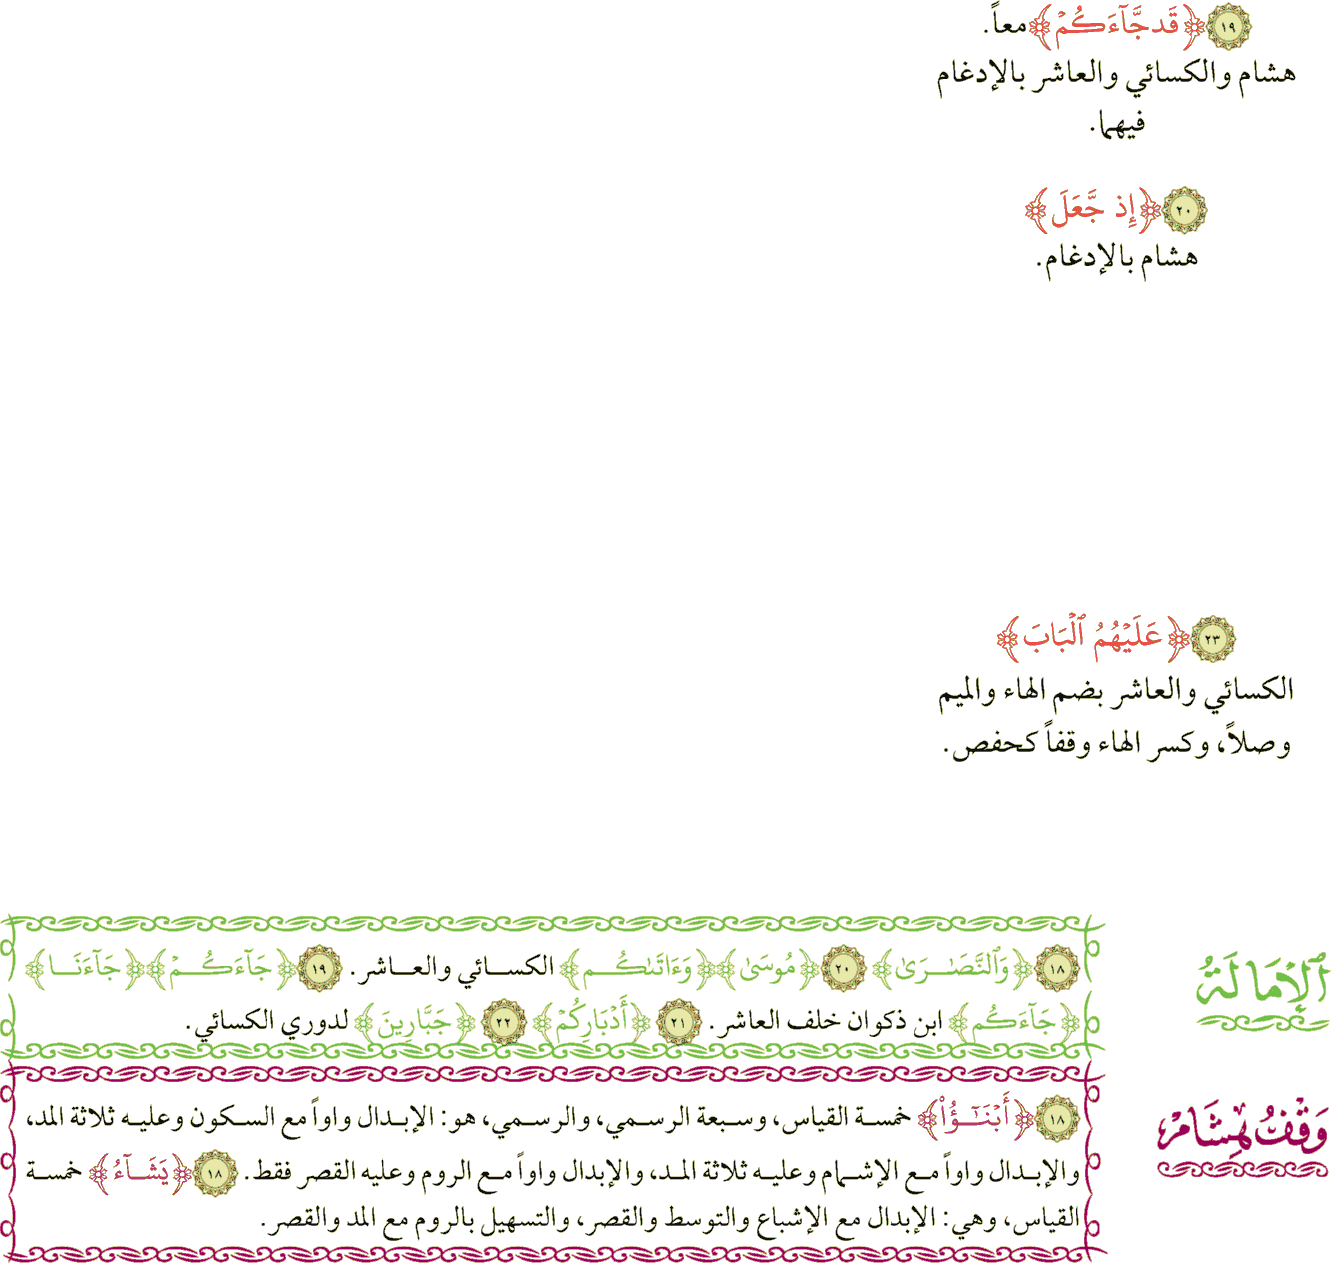 ١٩ ﴿قَد جَّآءَكُمۡ﴾ معاً.
هشام والكسائي والعاشر بالإدغام
فيهما.
٢٠ ﴿إِذ جَّعَلَ﴾
هشام بالإدغام.
٢٣ ﴿عَلَيۡهُمُ ٱلۡبَابَ﴾
الكسائي والعاشر بضم الهاء والميم
وصلاً، وكسر الهاء وقفاً كحفص.
ٱلۡإِمَالَةُ
١٨ ﴿وَٱلنَّصَٰرَىٰ﴾ ٢٠ ﴿مُوسَىٰ﴾ ﴿وَءَاتَىٰكُم﴾ الكسائي والعاشر. ١٩ ﴿جَآءَكُمۡ﴾ ﴿جَآءَنَا﴾
﴿جَآءَكُم﴾ ابن ذكوان خلف العاشر. ٢١ ﴿أَدۡبَارِكُمۡ﴾ ٢٢ ﴿جَبَّارِينَ﴾ لدوري الكسائي.
وَقۡفُ هِشَامۡ
١٨ ﴿أَبۡنَٰٓؤُاْ﴾ خمسة القياس، وسبعة الرسمي، والرسمي، هو: الإبدال واواً مع السكون وعليه ثلاثة المد،
والإبدال واواً مع الإشمام وعليه ثلاثة المد، والإبدال واواً مع الروم وعليه القصر فقط. ١٨ ﴿يَشَآءُ﴾ خمسة
القياس، وهي: الإبدال مع الإشباع والتوسط والقصر، والتسهيل بالروم مع المد والقصر.